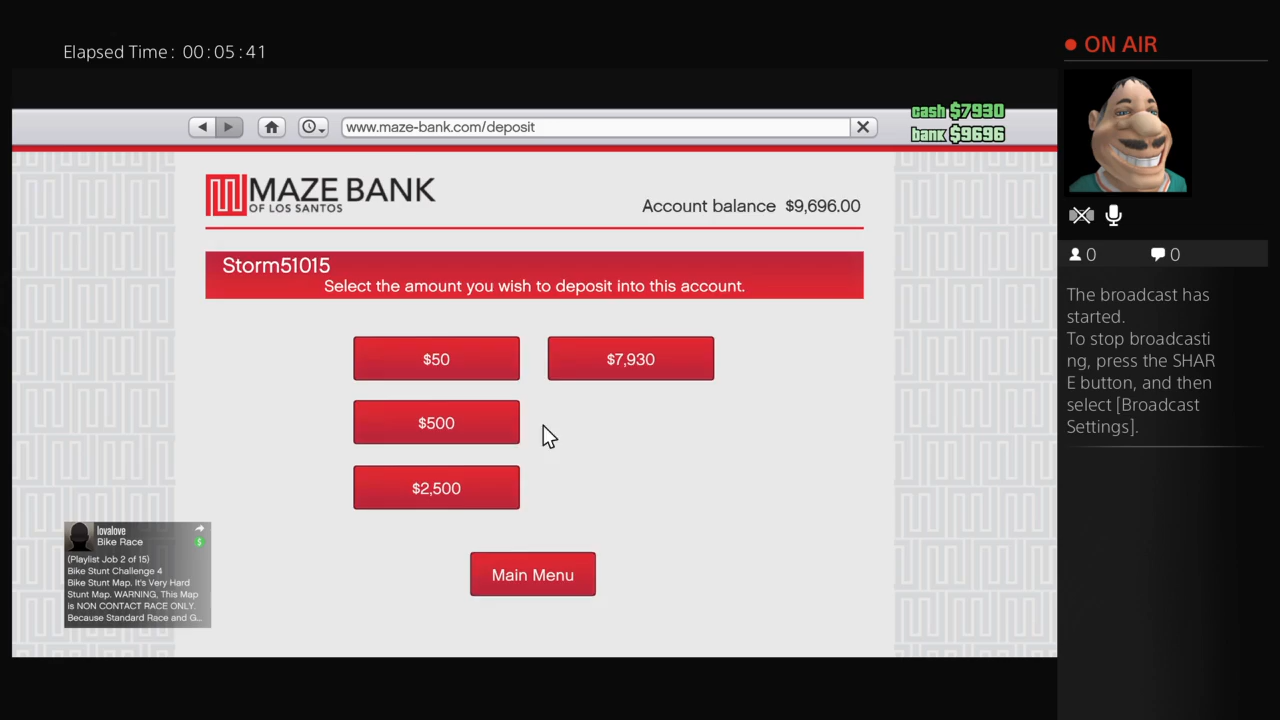 Elapsed Time: 00:05:41
ON AIR
www.maze-bank.com/deposit
cash $7930
bank $9696
MAZE BANK
OF LOS SANTOS
Account balance $9,696.00
Storm51015
Select the amount you wish to deposit into this account.
$50
$7,930
$500
$2,500
Main Menu
lovalove
Bike Race
$
(Playlist Job 2 of 15)
Bike Stunt Challenge 4
Bike Stunt Map. It's Very Hard
Stunt Map. WARNING, This Map
is NON CONTACT RACE ONLY.
Because Standard Race and G...
0
0
The broadcast has
started.
To stop broadcasti
ng, press the SHAR
E button, and then
select [Broadcast
Settings].